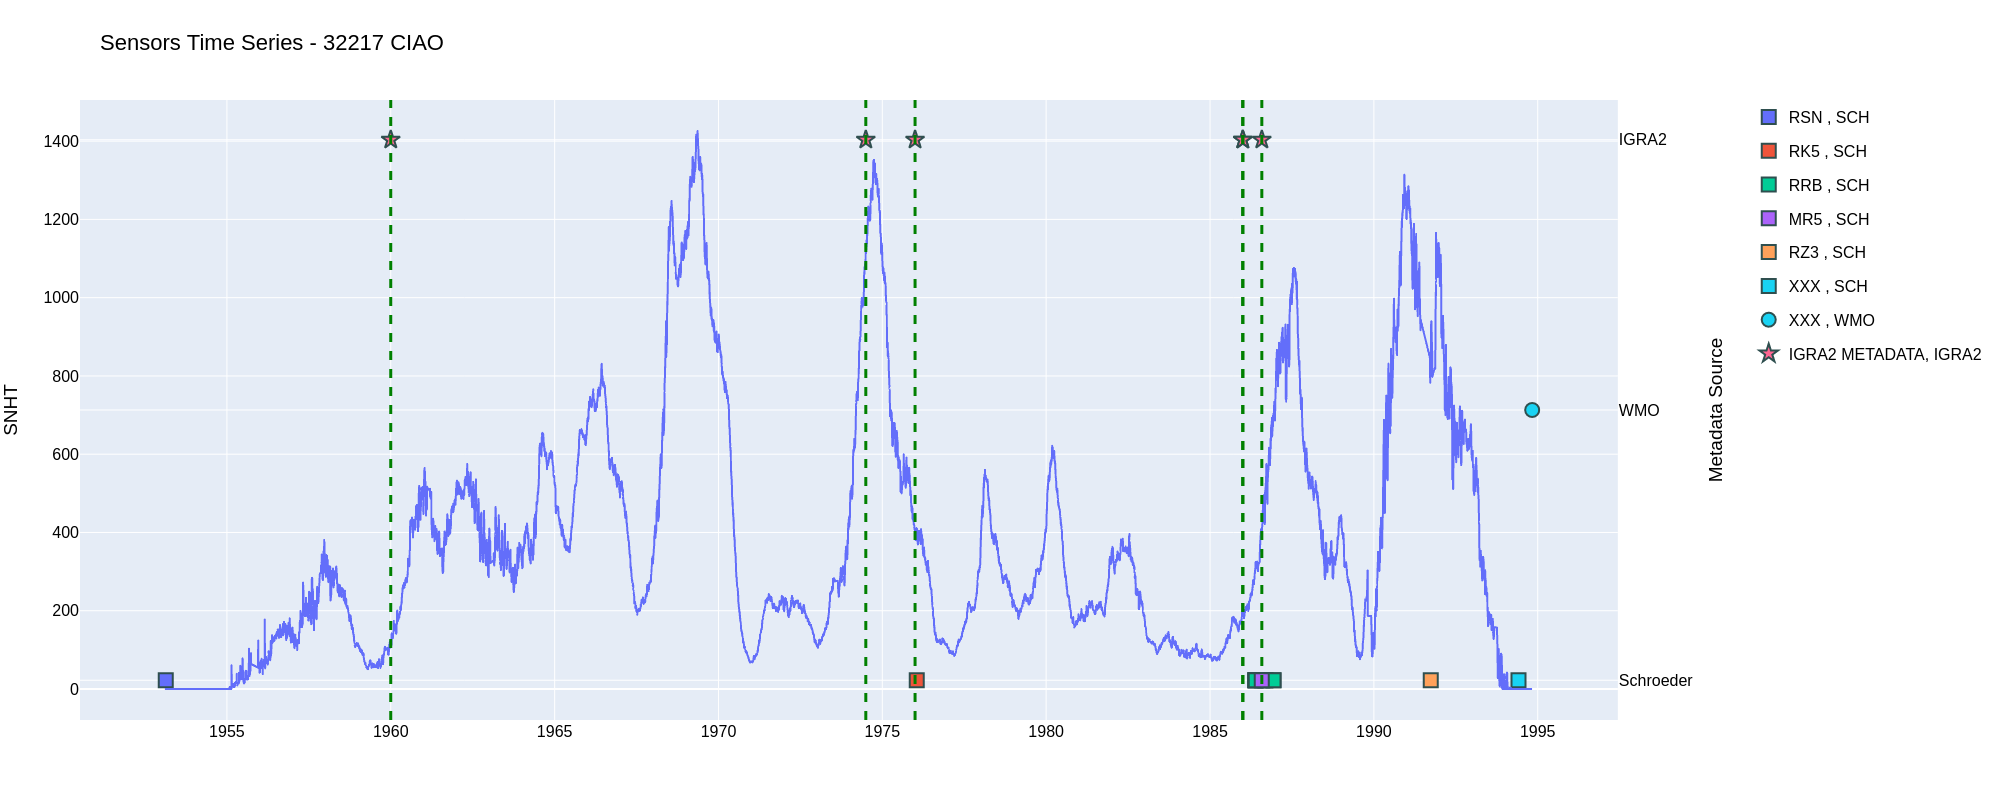 Sensors Time Series - 32217 CIAO
SNHT
1400
1200
1000
800
600
400
200
0
1955
1960
1965
1970
1975
1980
1985
1990
1995
IGRA2
WMO
Schroeder
Metadata Source
RSN , SCH
RK5 , SCH
RRB , SCH
MR5 , SCH
RZ3 , SCH
XXX , SCH
XXX , WMO
IGRA2 METADATA, IGRA2